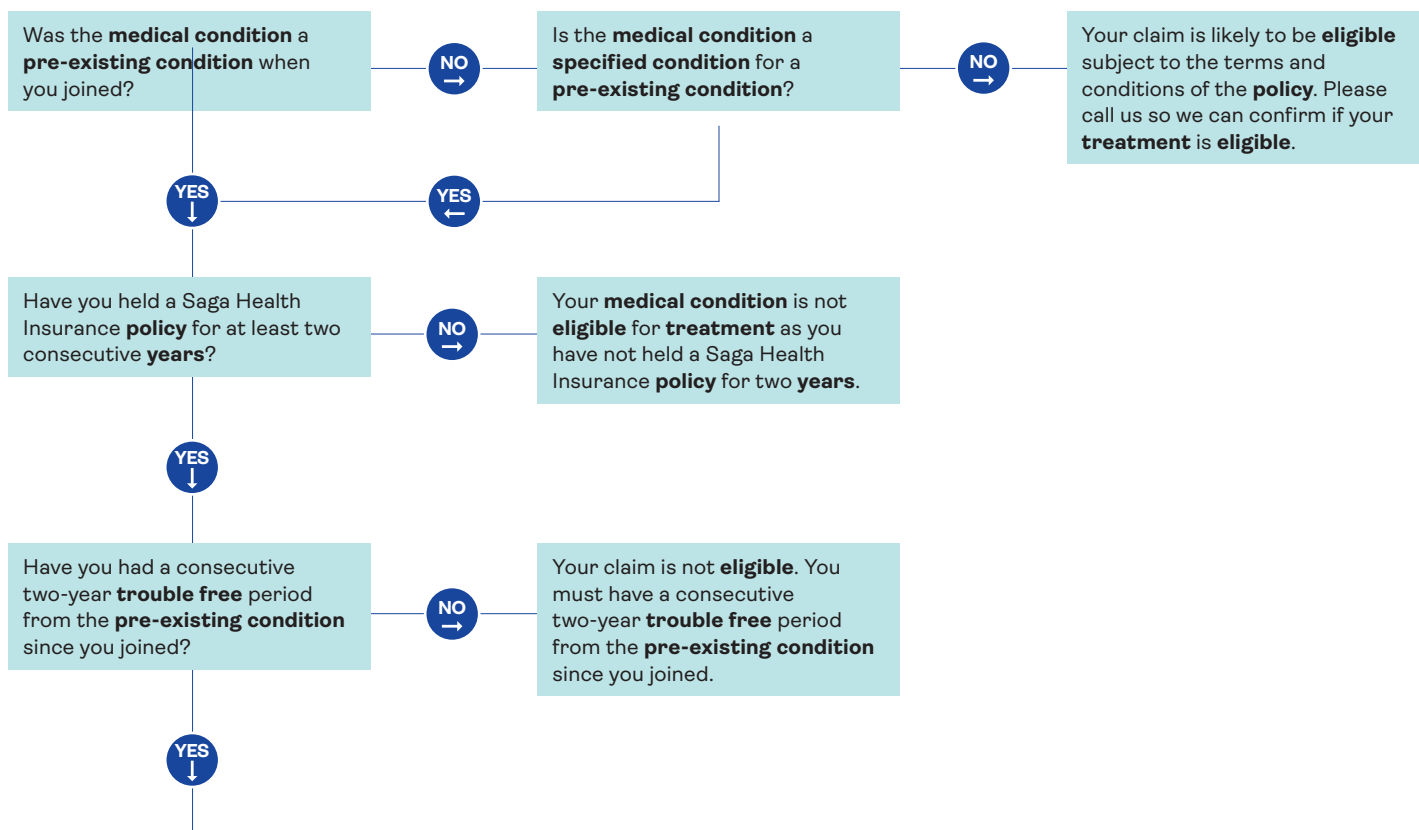 Was the medical condition a
pre-existing condition when
you joined?
NO
→
Is the medical condition a
specified condition for a
pre-existing condition?
NO
→
Your claim is likely to be eligible
subject to the terms and
conditions of the policy. Please
call us so we can confirm if your
treatment is eligible.
YES
↓
YES
←
Have you held a Saga Health
Insurance policy for at least two
consecutive years?
NO
→
Your medical condition is not
eligible for treatment as you
have not held a Saga Health
Insurance policy for two years.
YES
↓
Have you had a consecutive
two-year trouble free period
from the pre-existing condition
since you joined?
NO
→
Your claim is not eligible. You
must have a consecutive
two-year trouble free period
from the pre-existing condition
since you joined.
YES
↓